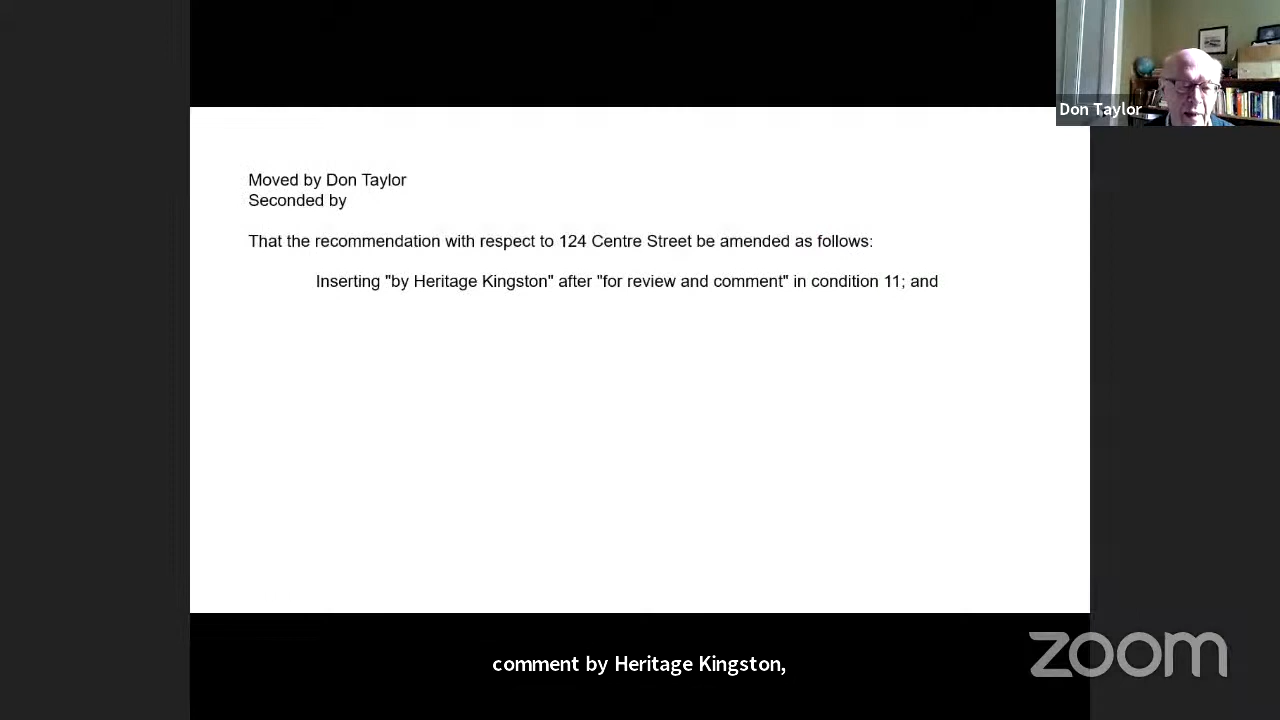 Don Taylor
Moved by Don Taylor
Seconded by
That the recommendation with respect to 124 Centre Street be amended as follows:
Inserting "by Heritage Kingston" after "for review and comment" in condition 11; and
comment by Heritage Kingston,
zoom